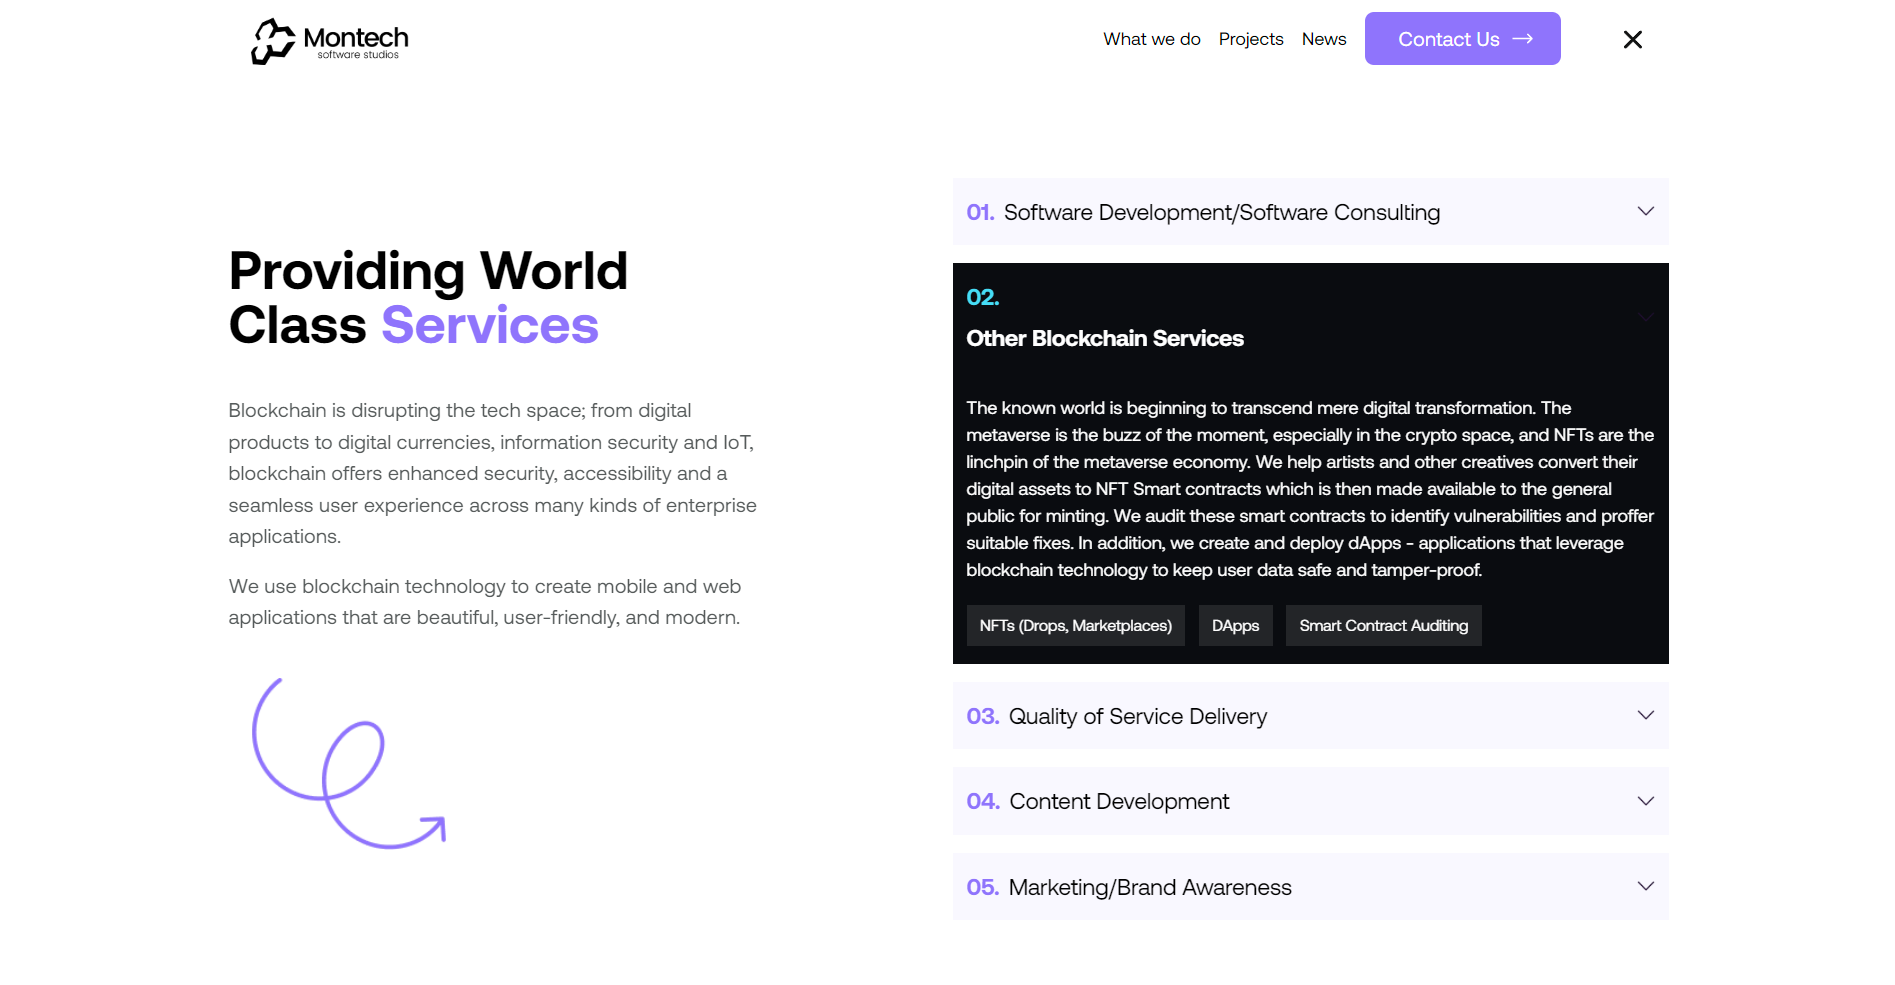 Montech
software studios
What we do
Projects
News
Contact Us
Providing World
Class Services
Blockchain is disrupting the tech space; from digital
products to digital currencies, information security and IoT,
blockchain offers enhanced security, accessibility and a
seamless user experience across many kinds of enterprise
applications.
We use blockchain technology to create mobile and web
applications that are beautiful, user-friendly, and modern.
01. Software Development/Software Consulting
02.
Other Blockchain Services
The known world is beginning to transcend mere digital transformation. The
metaverse is the buzz of the moment, especially in the crypto space, and NFTs are the
linchpin of the metaverse economy. We help artists and other creatives convert their
digital assets to NFT Smart contracts which is then made available to the general
public for minting. We audit these smart contracts to identify vulnerabilities and proffer
suitable fixes. In addition, we create and deploy dApps - applications that leverage
blockchain technology to keep user data safe and tamper-proof.
NFTs (Drops, Marketplaces)
DApps
Smart Contract Auditing
03. Quality of Service Delivery
04. Content Development
05. Marketing/Brand Awareness